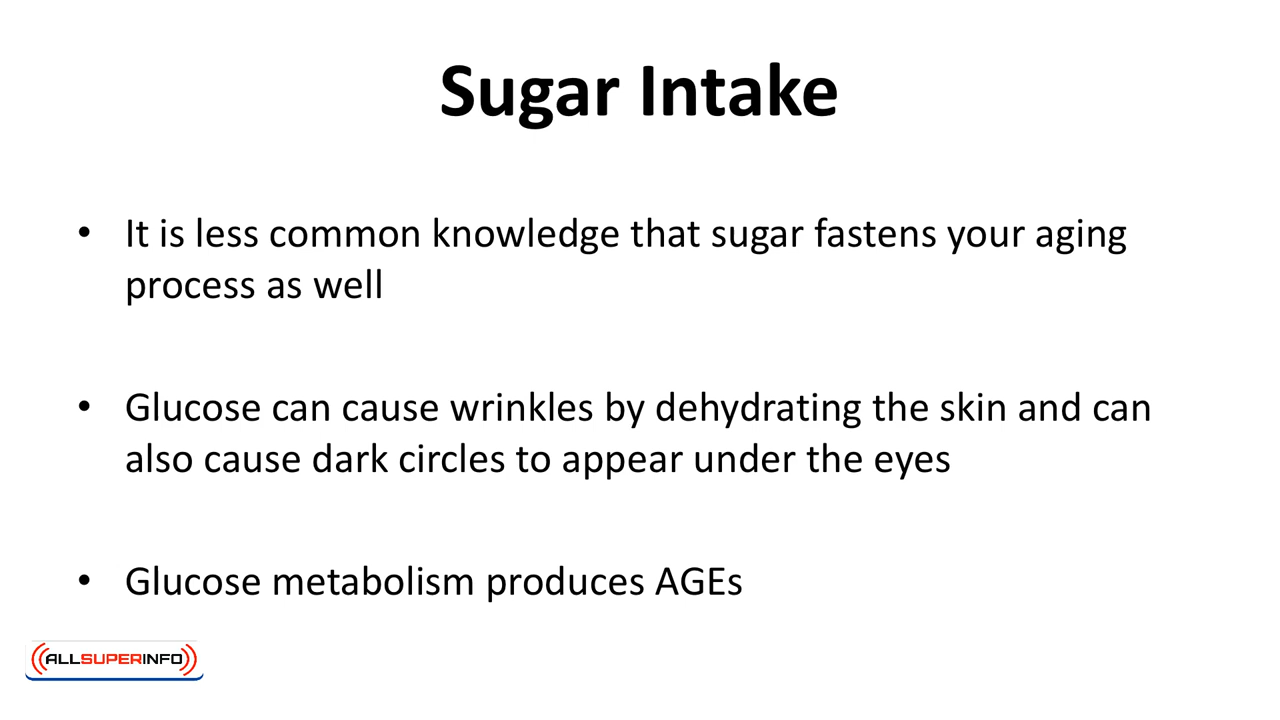 Sugar Intake
• It is less common knowledge that sugar fastens your aging
process as well
• Glucose can cause wrinkles by dehydrating the skin and can
also cause dark circles to appear under the eyes
• Glucose metabolism produces AGEs
ALLSUPERINFO